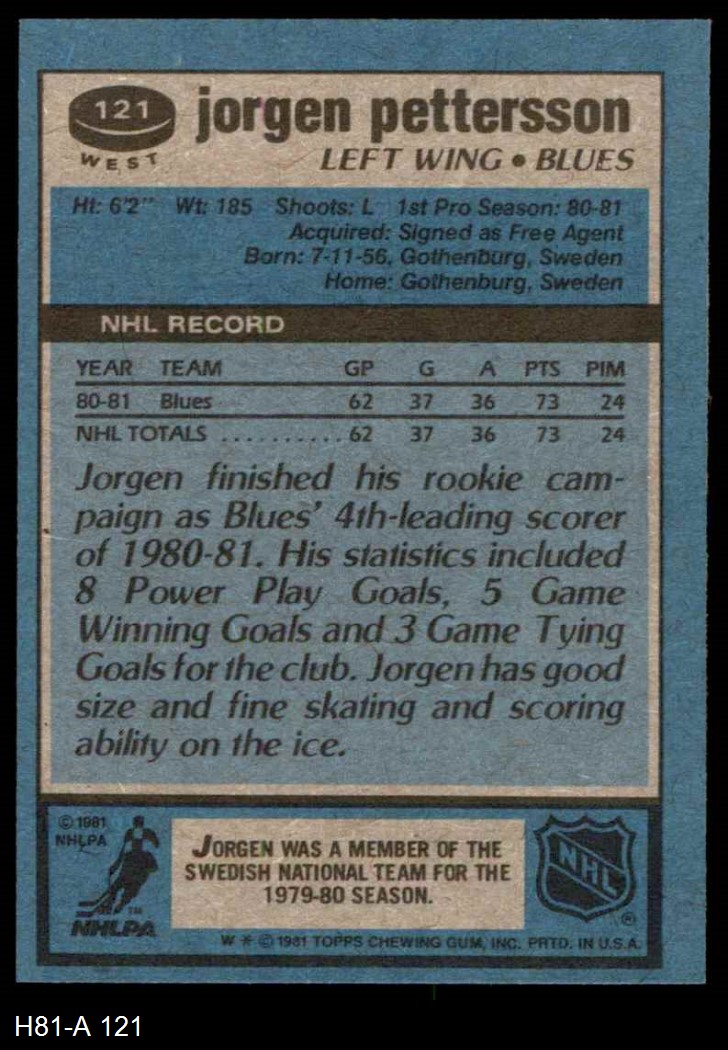 121
WEST
jorgen pettersson
LEFT WING • BLUES
Ht: 6'2" Wt: 185 Shoots: L 1st Pro Season: 80-81
Acquired: Signed as Free Agent
Born: 7-11-56, Gothenburg, Sweden
Home: Gothenburg, Sweden
NHL RECORD
YEAR TEAM GP G A PTS PIM
80-81 Blues 62 37 36 73 24
NHL TOTALS .......... 62 37 36 73 24
Jorgen finished his rookie cam-
paign as Blues' 4th-leading scorer
of 1980-81. His statistics included
8 Power Play Goals, 5 Game
Winning Goals and 3 Game Tying
Goals for the club. Jorgen has good
size and fine skating and scoring
ability on the ice.
© 1981
NHLPA
TM
NHLPA
JORGEN WAS A MEMBER OF THE
SWEDISH NATIONAL TEAM FOR THE
1979-80 SEASON.
NHL
®
W * © 1981 TOPPS CHEWING GUM, INC. PRTD. IN U.S.A.
H81-A 121